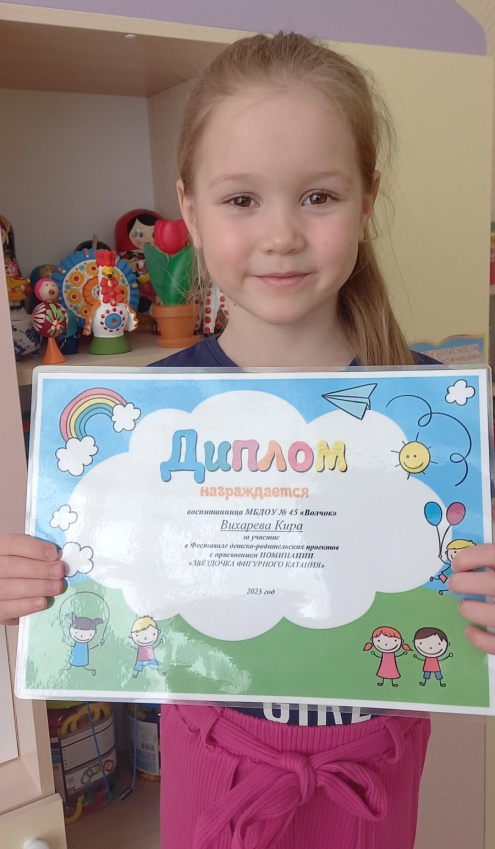 Диплом
награждается
воспитанница МБДОУ № 45 «Волчок»
Вихарева Кира
за участие
в Фестивале детско-родительских проектов
с присвоением ПОМИНАНИИ
«ЗВЁЗДОЧКА ФИГУРНОГО КАТАНИЯ»
2023 год